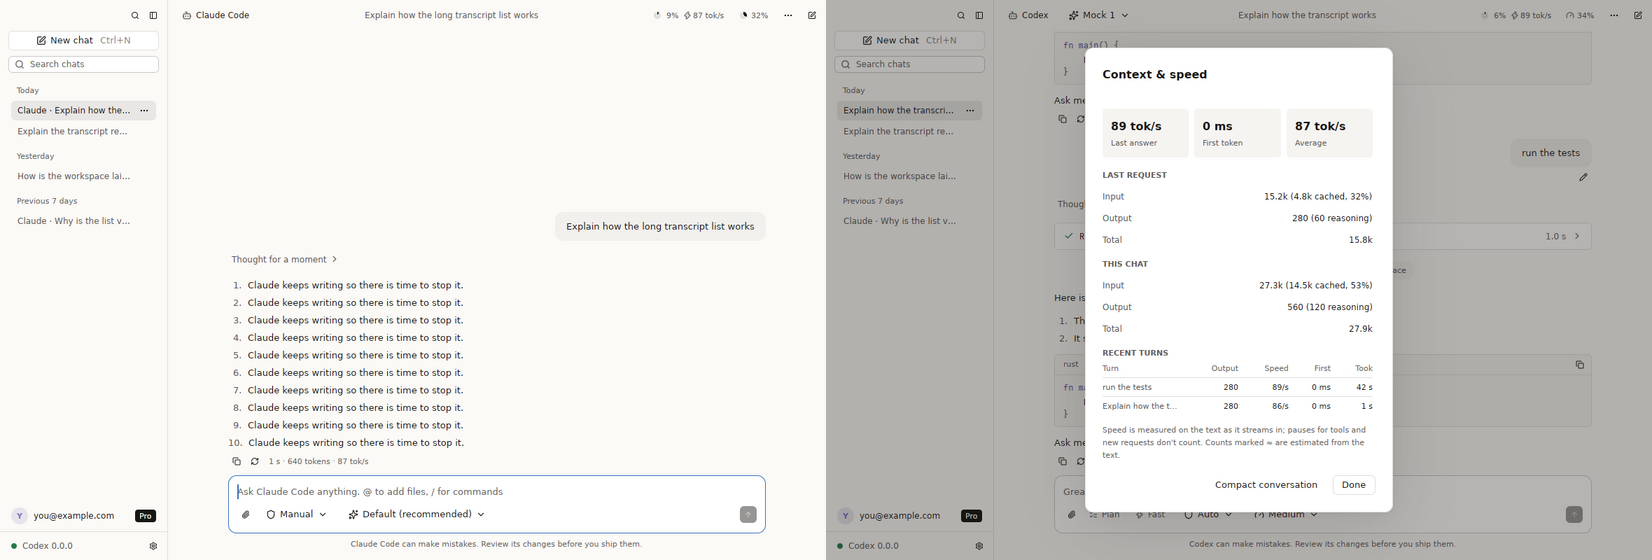 Claude Code
Explain how the long transcript list works
9% 87 tok/s 32%
New chat Ctrl+N
Search chats
Today
Claude · Explain how the...
Explain the transcript re...
Yesterday
How is the workspace lai...
Previous 7 days
Claude · Why is the list v...
Y you@example.com Pro
Codex 0.0.0
Explain how the long transcript list works
Thought for a moment
1. Claude keeps writing so there is time to stop it.
2. Claude keeps writing so there is time to stop it.
3. Claude keeps writing so there is time to stop it.
4. Claude keeps writing so there is time to stop it.
5. Claude keeps writing so there is time to stop it.
6. Claude keeps writing so there is time to stop it.
7. Claude keeps writing so there is time to stop it.
8. Claude keeps writing so there is time to stop it.
9. Claude keeps writing so there is time to stop it.
10. Claude keeps writing so there is time to stop it.
1 s · 640 tokens · 87 tok/s
Ask Claude Code anything. @ to add files, / for commands
Manual Default (recommended)
Claude Code can make mistakes. Review its changes before you ship them.
New chat Ctrl+N
Search chats
Today
Explain how the transcri...
Explain the transcript re...
Yesterday
How is the workspace lai...
Previous 7 days
Claude · Why is the list v...
Y you@example.com Pro
Codex 0.0.0
Codex Mock 1
Explain how the transcript works
6% 89 tok/s 34%
fn main() {
}
Ask me
run the tests
1.0 s
Here is
1.
2.
rust
}
Ask me
Plan Fast Auto Medium
Codex can make mistakes. Review its changes before you ship them.
Context & speed
89 tok/s
Last answer
0 ms
First token
87 tok/s
Average
LAST REQUEST
Input 15.2k (4.8k cached, 32%)
Output 280 (60 reasoning)
Total 15.8k
THIS CHAT
Input 27.3k (14.5k cached, 53%)
Output 560 (120 reasoning)
Total 27.9k
RECENT TURNS
Turn Output Speed First Took
run the tests 280 89/s 0 ms 42 s
Explain how the t... 280 86/s 0 ms 1 s
Speed is measured on the text as it streams in; pauses for tools and
new requests don't count. Counts marked ≈ are estimated from the
text.
Compact conversation Done